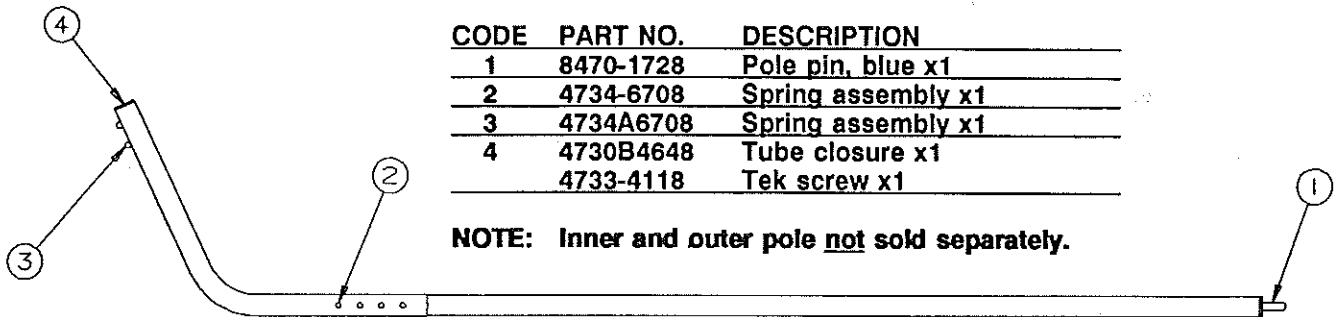 CODE PART NO. DESCRIPTION
1 8470-1728 Pole pin, blue x1
2 4734-6708 Spring assembly x1
3 4734A6708 Spring assembly x1
4 4730B4648 Tube closure x1
4733-4118 Tek screw x1
NOTE: Inner and outer pole not sold separately.
4
3
2
1